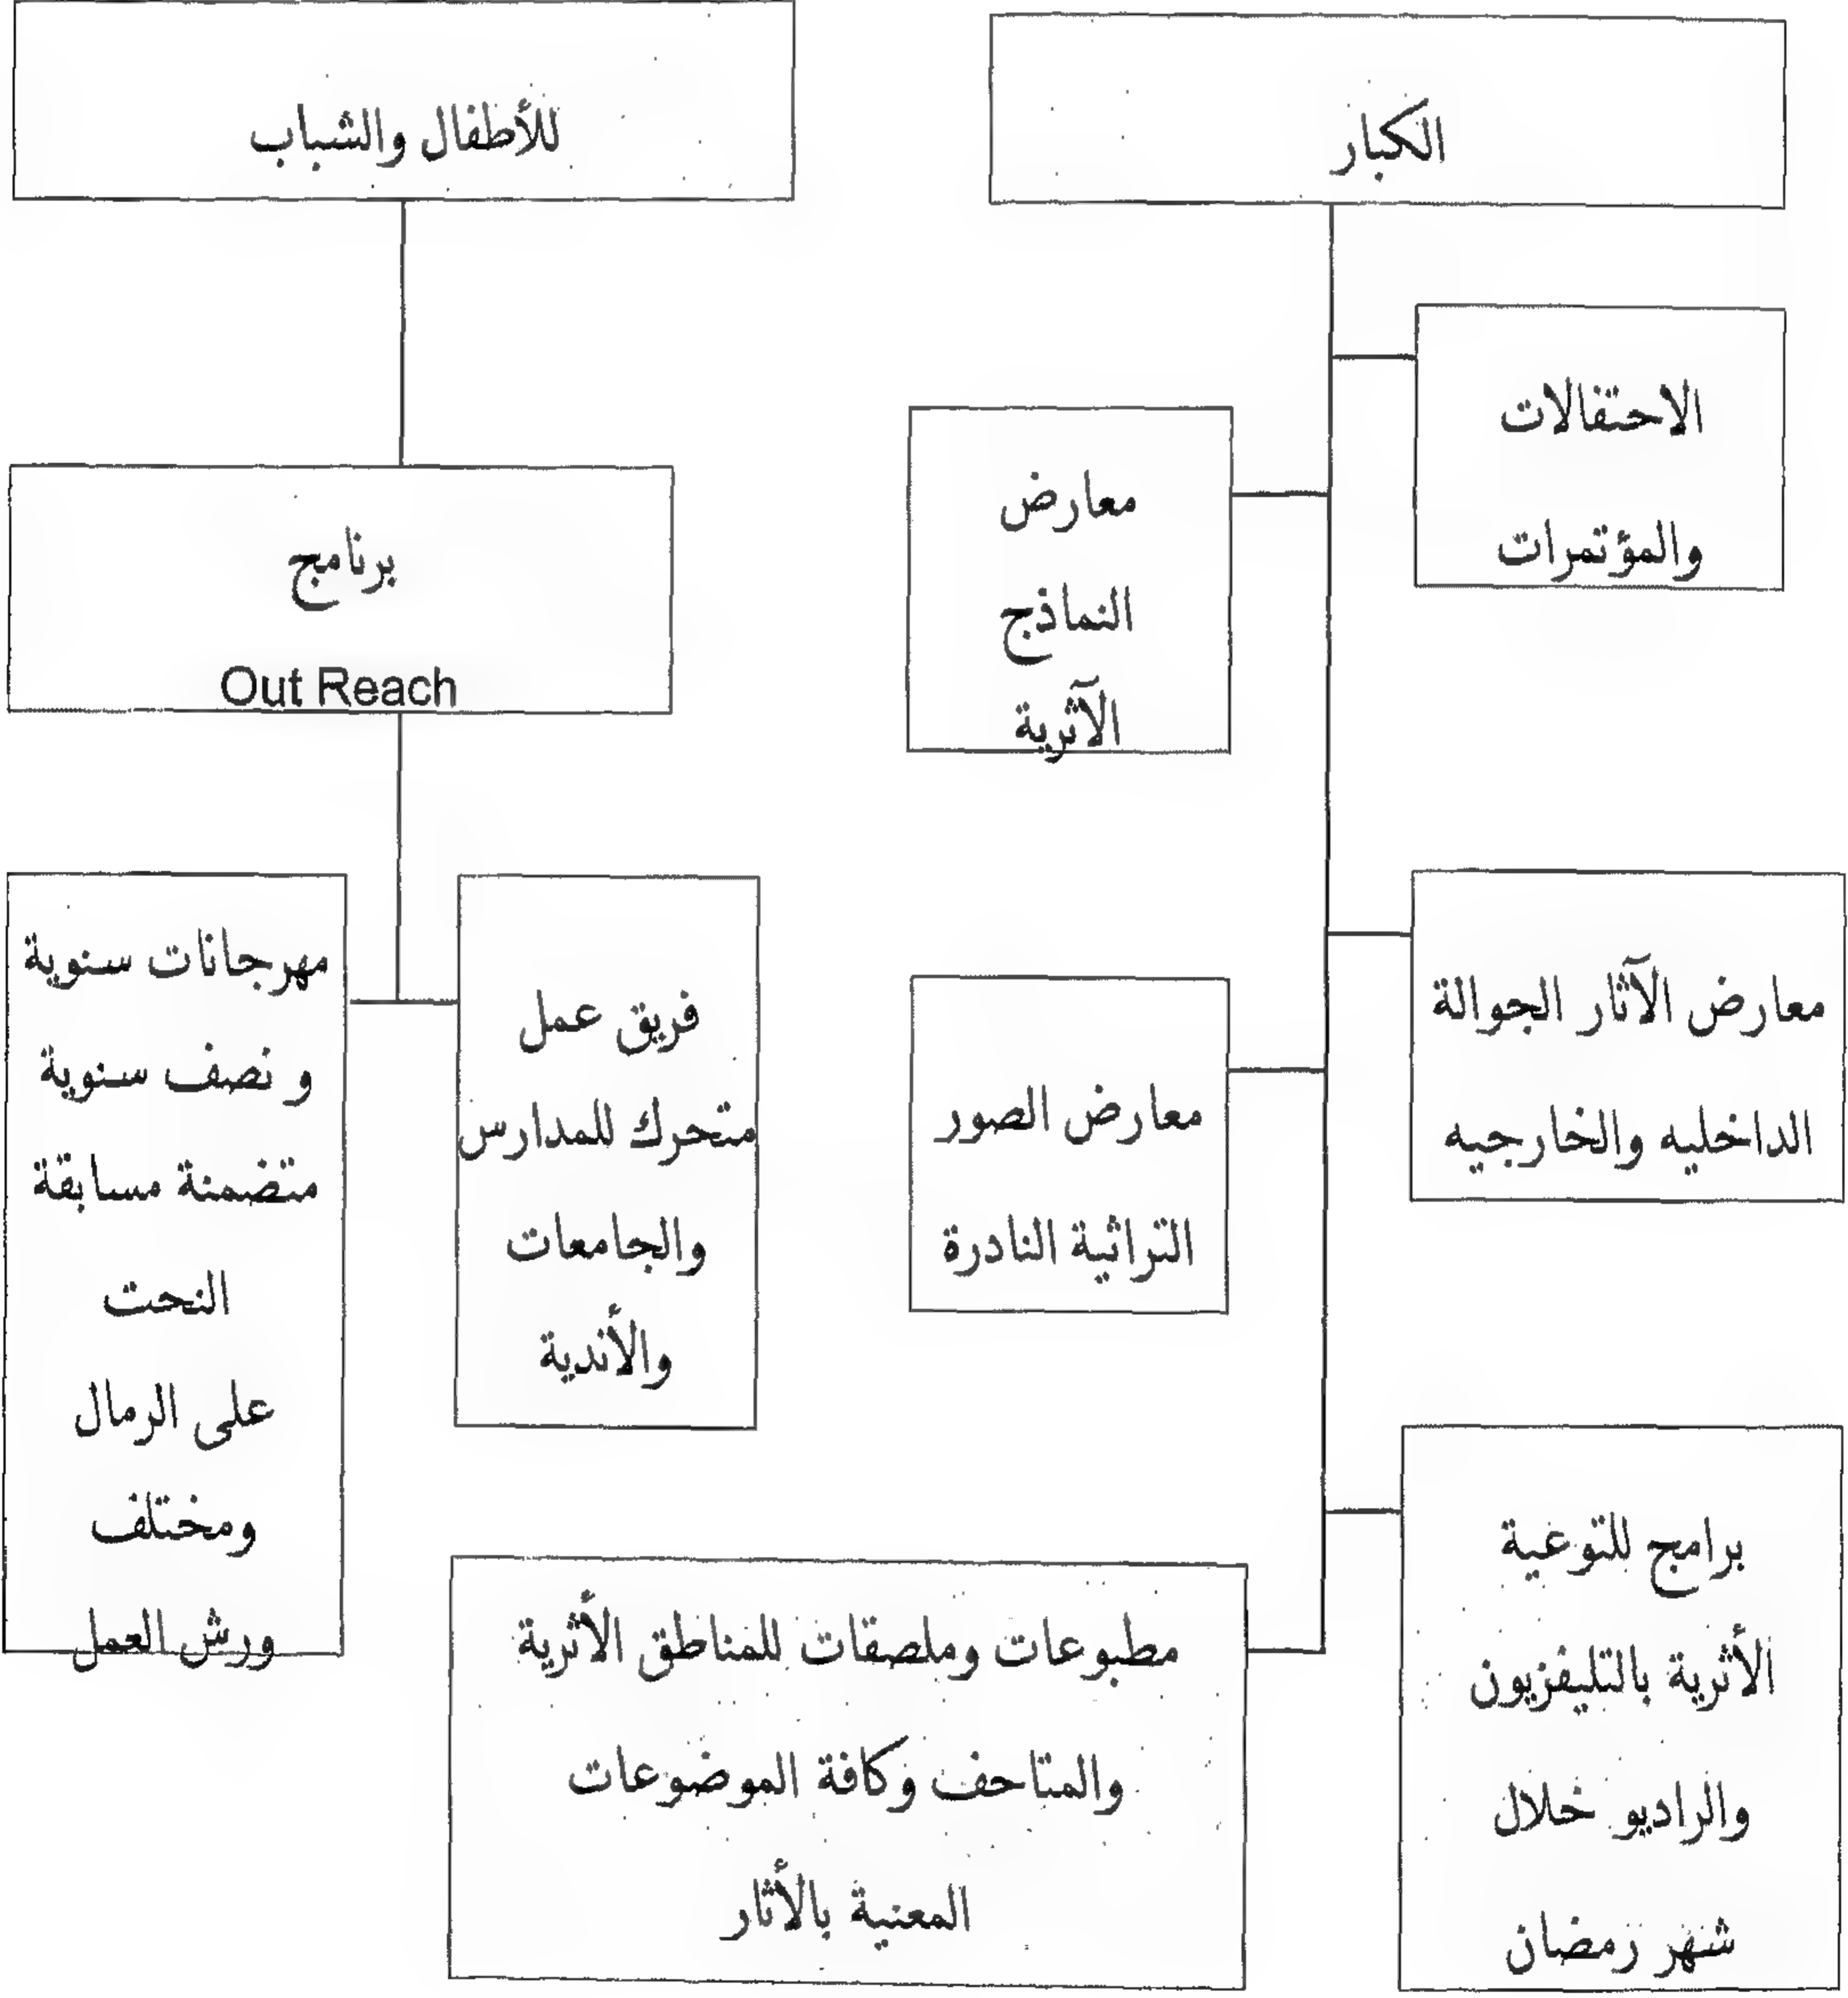 الكبار
الاحتفالات
والمؤتمرات
معارض
النماذج
الآثرية
معارض الآثار الجوالة
الداخليه والخارجيه
معارض الصور
التراثية النادرة
برامج للتوعية
الأثرية بالتليفزيون
والراديو خلال
شهر رمضان
مطبوعات وملصقات للمناطق الأثرية
والمتاحف وكافة الموضوعات
المعنية بالأثار
للأطفال والشباب
برنامج
Out Reach
فريق عمل
متحرك للمدارس
والجامعات
والأندية
مهرجانات سنوية
و نصف سنوية
متضمنة مسابقة
النحت
على الرمال
ومختلف
ورش العمل